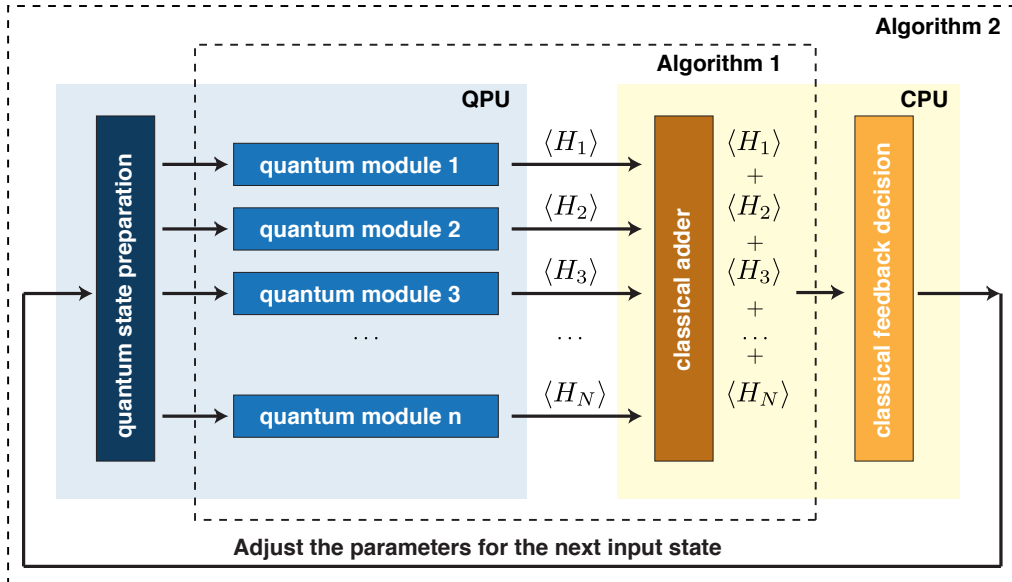 Algorithm 2
Algorithm 1
QPU
CPU
quantum state preparation
quantum module 1
quantum module 2
quantum module 3
...
quantum module n
⟨H₁⟩
⟨H₂⟩
⟨H₃⟩
...
⟨H_N⟩
classical adder
⟨H₁⟩
+
⟨H₂⟩
+
⟨H₃⟩
+
...
+
⟨H_N⟩
classical feedback decision
Adjust the parameters for the next input state